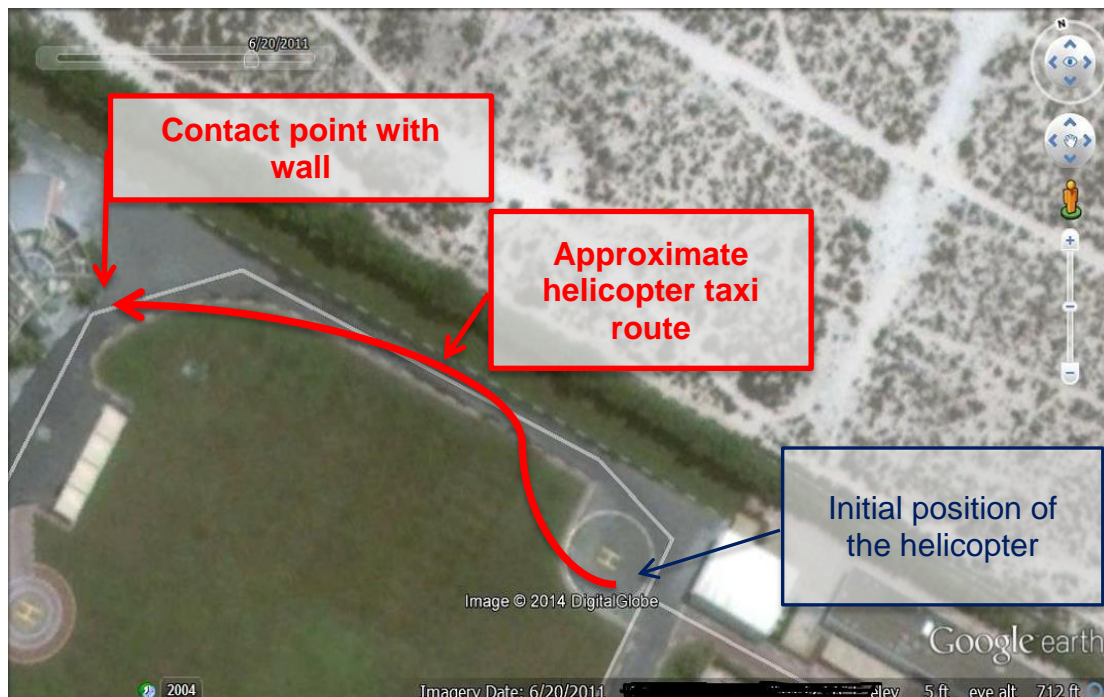 6/20/2011
N
Contact point with
wall
Approximate
helicopter taxi
route
Initial position of
the helicopter
H
H
Image © 2014 DigitalGlobe
Google earth
2004
Imagery Date: 6/20/2011
elev 5 ft eye alt 712 ft